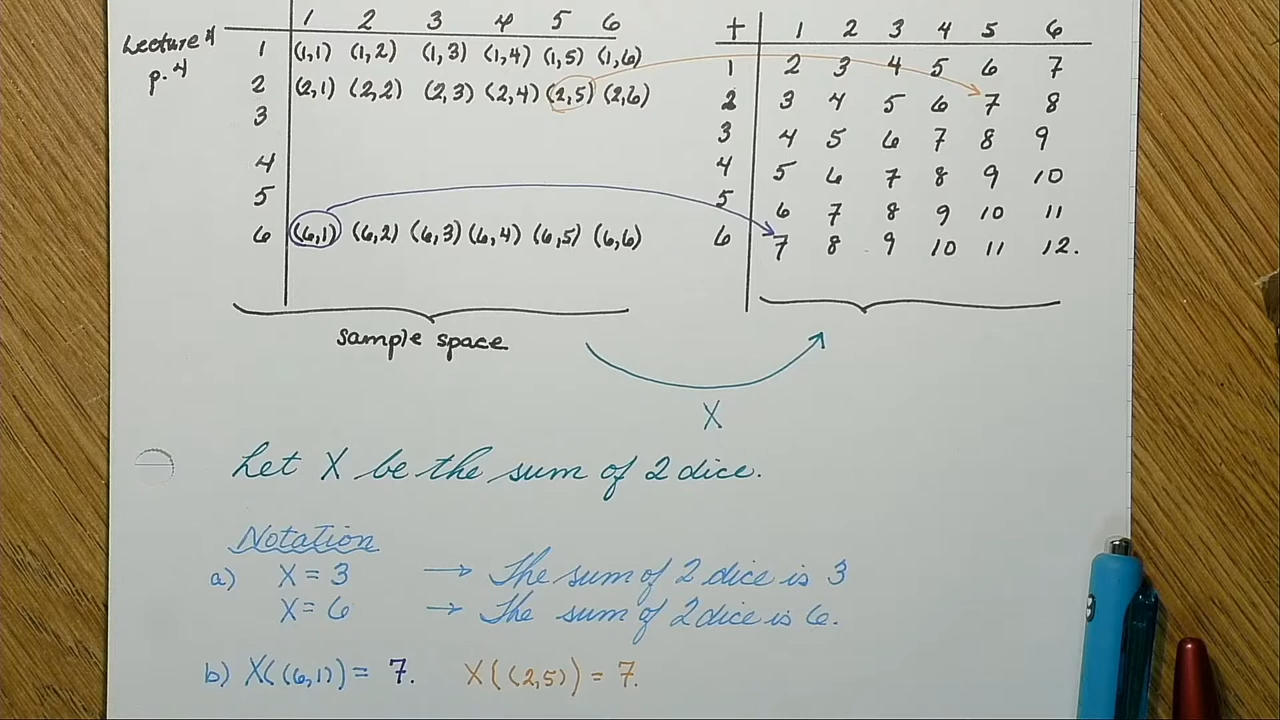 Lecture 4
p. 4
1 2 3 4 5 6
1 (1,1) (1,2) (1,3) (1,4) (1,5) (1,6)
2 (2,1) (2,2) (2,3) (2,4) (2,5) (2,6)
3
4
5
6 (6,1) (6,2) (6,3) (6,4) (6,5) (6,6)
sample space
+ 1 2 3 4 5 6
1 2 3 4 5 6 7
2 3 4 5 6 7 8
3 4 5 6 7 8 9
4 5 6 7 8 9 10
5 6 7 8 9 10 11
6 7 8 9 10 11 12.
X
Let X be the sum of 2 dice.
Notation
a) X = 3 → The sum of 2 dice is 3
X = 6 → The sum of 2 dice is 6.
b) X((6,1)) = 7. X((2,5)) = 7.